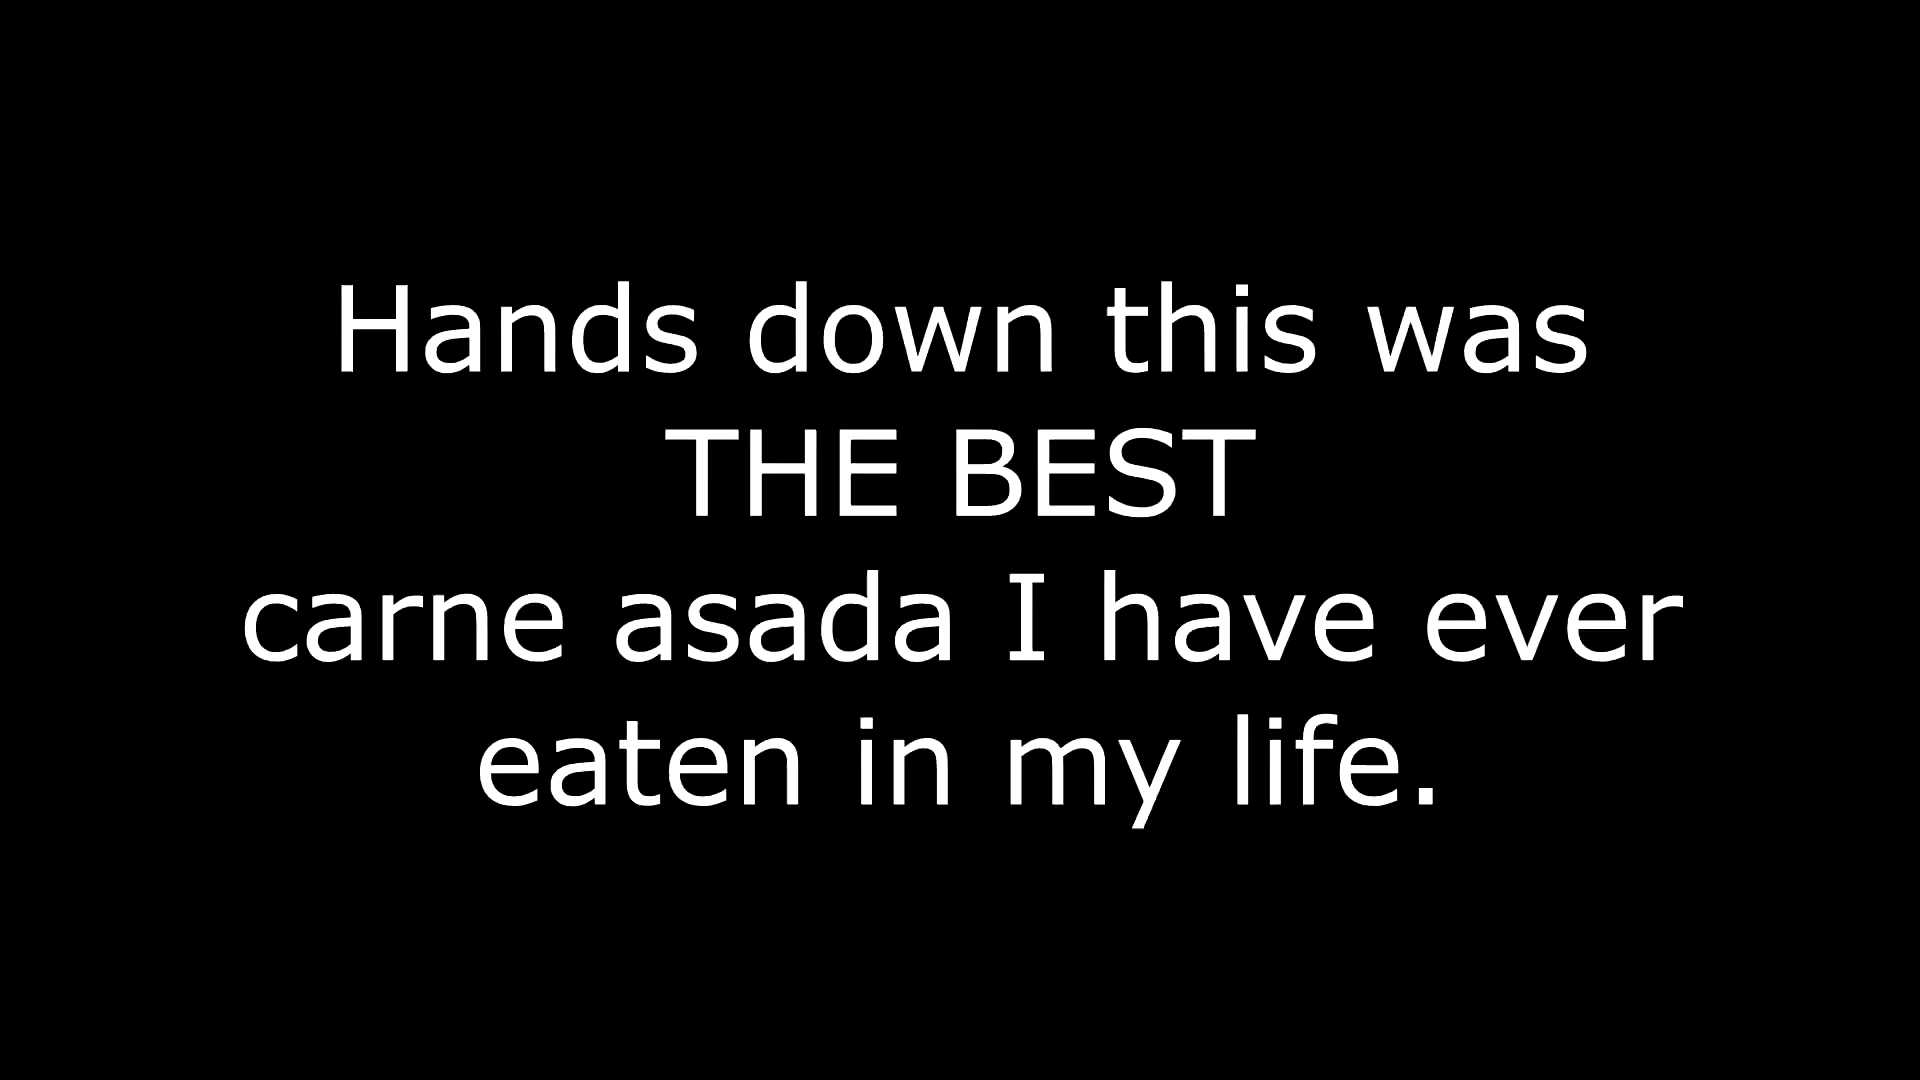 Hands down this was
THE BEST
carne asada I have ever
eaten in my life.